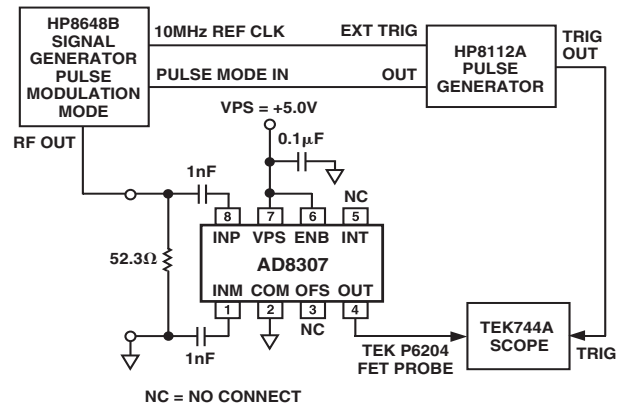 HP8648B
SIGNAL
GENERATOR
PULSE
MODULATION
MODE
10MHz REF CLK
EXT TRIG
PULSE MODE IN
OUT
HP8112A
PULSE
GENERATOR
TRIG
OUT
RF OUT
VPS = +5.0V
0.1μF
1nF
NC
8
7
6
5
INP
VPS
ENB
INT
52.3Ω
AD8307
INM
COM
OFS
OUT
1
2
3
4
NC
1nF
TEK P6204
FET PROBE
TEK744A
SCOPE
TRIG
NC = NO CONNECT